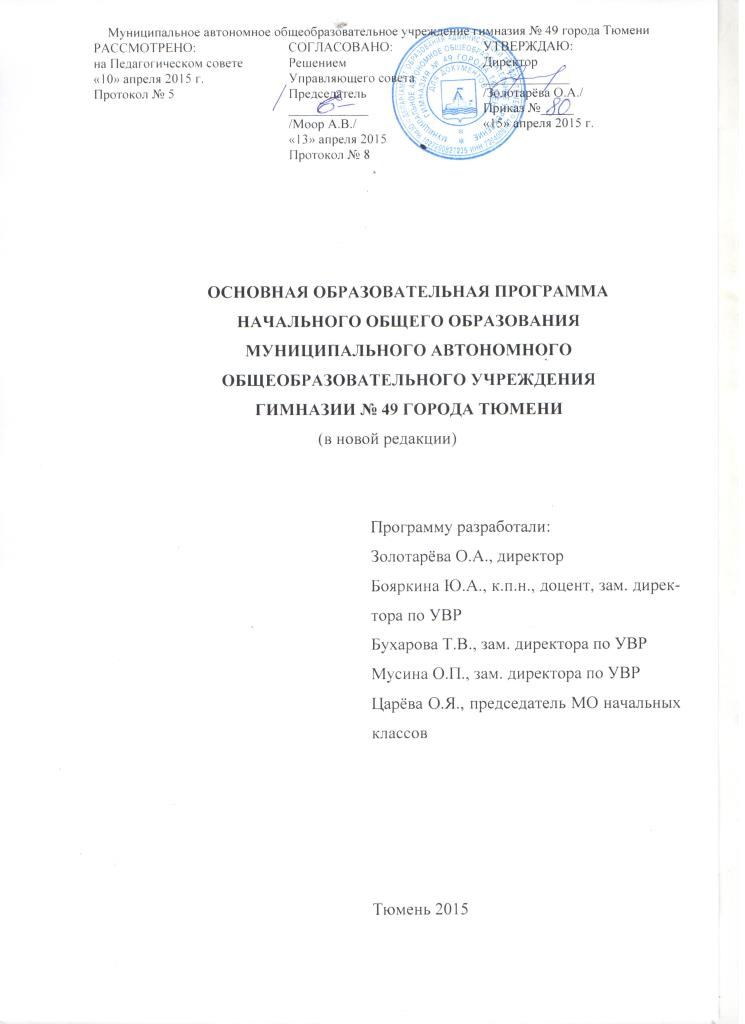 Муниципальное автономное общеобразовательное учреждение гимназия № 49 города Тюмени
РАССМОТРЕНО:
на Педагогическом совете
«10» апреля 2015 г.
Протокол № 5
СОГЛАСОВАНО:
Решением
Управляющего совета
Председатель
/Моор А.В./
«13» апреля 2015
Протокол № 8
УТВЕРЖДАЮ:
Директор
/Золотарёва О.А./
Приказ № 80
«15» апреля 2015 г.
ДЛЯ ДОКУМЕНТОВ
ОСНОВНАЯ ОБРАЗОВАТЕЛЬНАЯ ПРОГРАММА
НАЧАЛЬНОГО ОБЩЕГО ОБРАЗОВАНИЯ
МУНИЦИПАЛЬНОГО АВТОНОМНОГО
ОБЩЕОБРАЗОВАТЕЛЬНОГО УЧРЕЖДЕНИЯ
ГИМНАЗИИ № 49 ГОРОДА ТЮМЕНИ
(в новой редакции)
Программу разработали:
Золотарёва О.А., директор
Бояркина Ю.А., к.п.н., доцент, зам. дирек-
тора по УВР
Бухарова Т.В., зам. директора по УВР
Мусина О.П., зам. директора по УВР
Царёва О.Я., председатель МО начальных
классов
Тюмень 2015